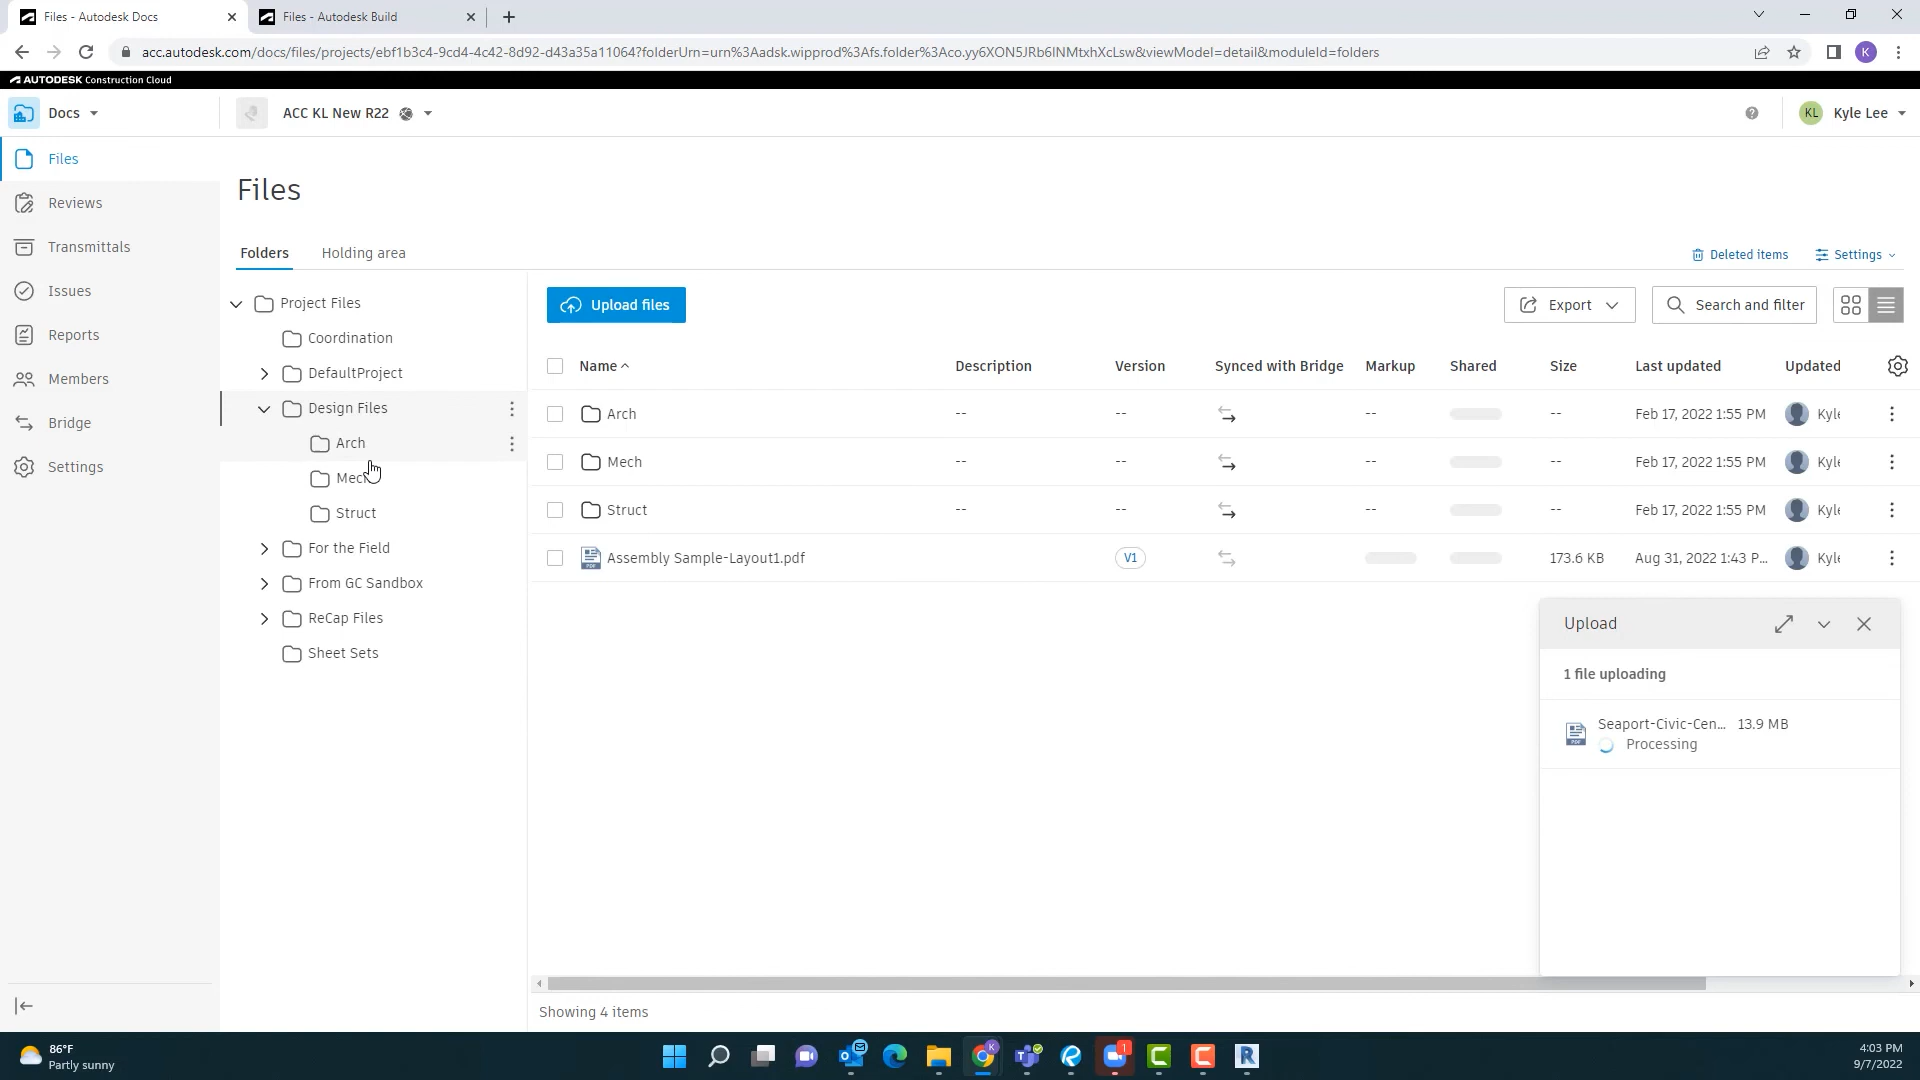 Files - Autodesk Docs
Files - Autodesk Build
acc.autodesk.com/docs/files/projects/ebf1b3c4-9cd4-4c42-8d92-d43a35a11064?folderUrn=urn%3Aadsk.wipprod%3Afs.folder%3Aco.yy6XON5JRb6INMtxhXcLsw&viewModel=detail&moduleId=folders
K
AUTODESK Construction Cloud
Docs
ACC KL New R22
KL
Kyle Lee
Files
Reviews
Transmittals
Issues
Reports
Members
Bridge
Settings
Files
Folders
Holding area
Deleted items
Settings
Project Files
Coordination
DefaultProject
Design Files
Arch
Struct
For the Field
From GC Sandbox
ReCap Files
Sheet Sets
Upload files
Export
Search and filter
Name Description Version Synced with Bridge Markup Shared Size Last updated Updated
Arch -- -- -- -- Feb 17, 2022 1:55 PM Kyl
Mech -- -- -- -- Feb 17, 2022 1:55 PM Kyl
Struct -- -- -- -- Feb 17, 2022 1:55 PM Kyl
Assembly Sample-Layout1.pdf V1 173.6 KB Aug 31, 2022 1:43 P... Kyl
Upload
1 file uploading
Seaport-Civic-Cen... 13.9 MB
Processing
Showing 4 items
86°F
Partly sunny
1
4:03 PM
9/7/2022